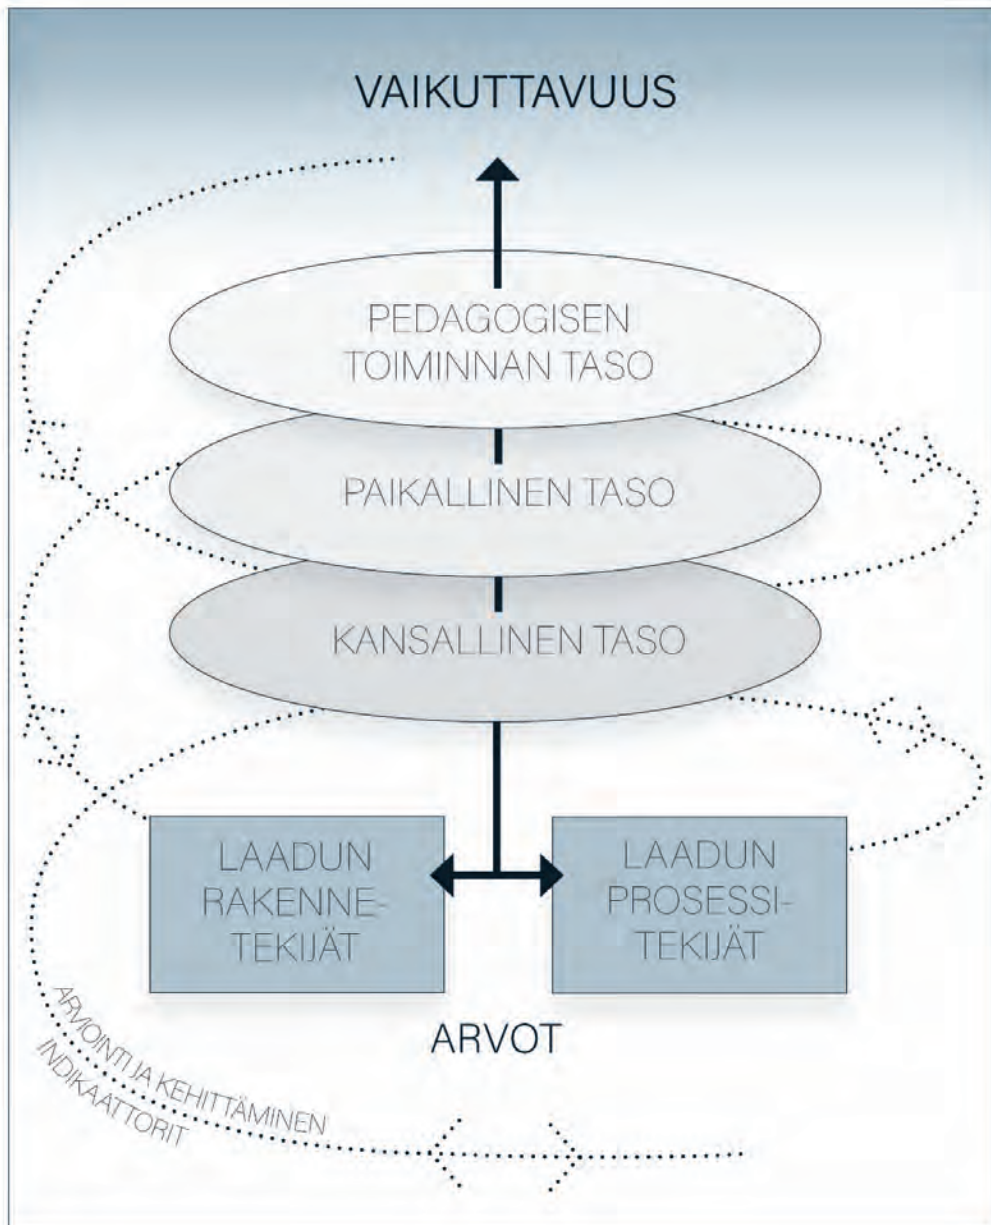 VAIKUTTAVUUS
PEDAGOGISEN
TOIMINNAN TASO
PAIKALLINEN TASO
KANSALLINEN TASO
LAADUN
RAKENNE-
TEKIJÄT
LAADUN
PROSESSI-
TEKIJÄT
ARVOT
ARVIOINTI JA KEHITTÄMINEN
INDIKAATTORIT